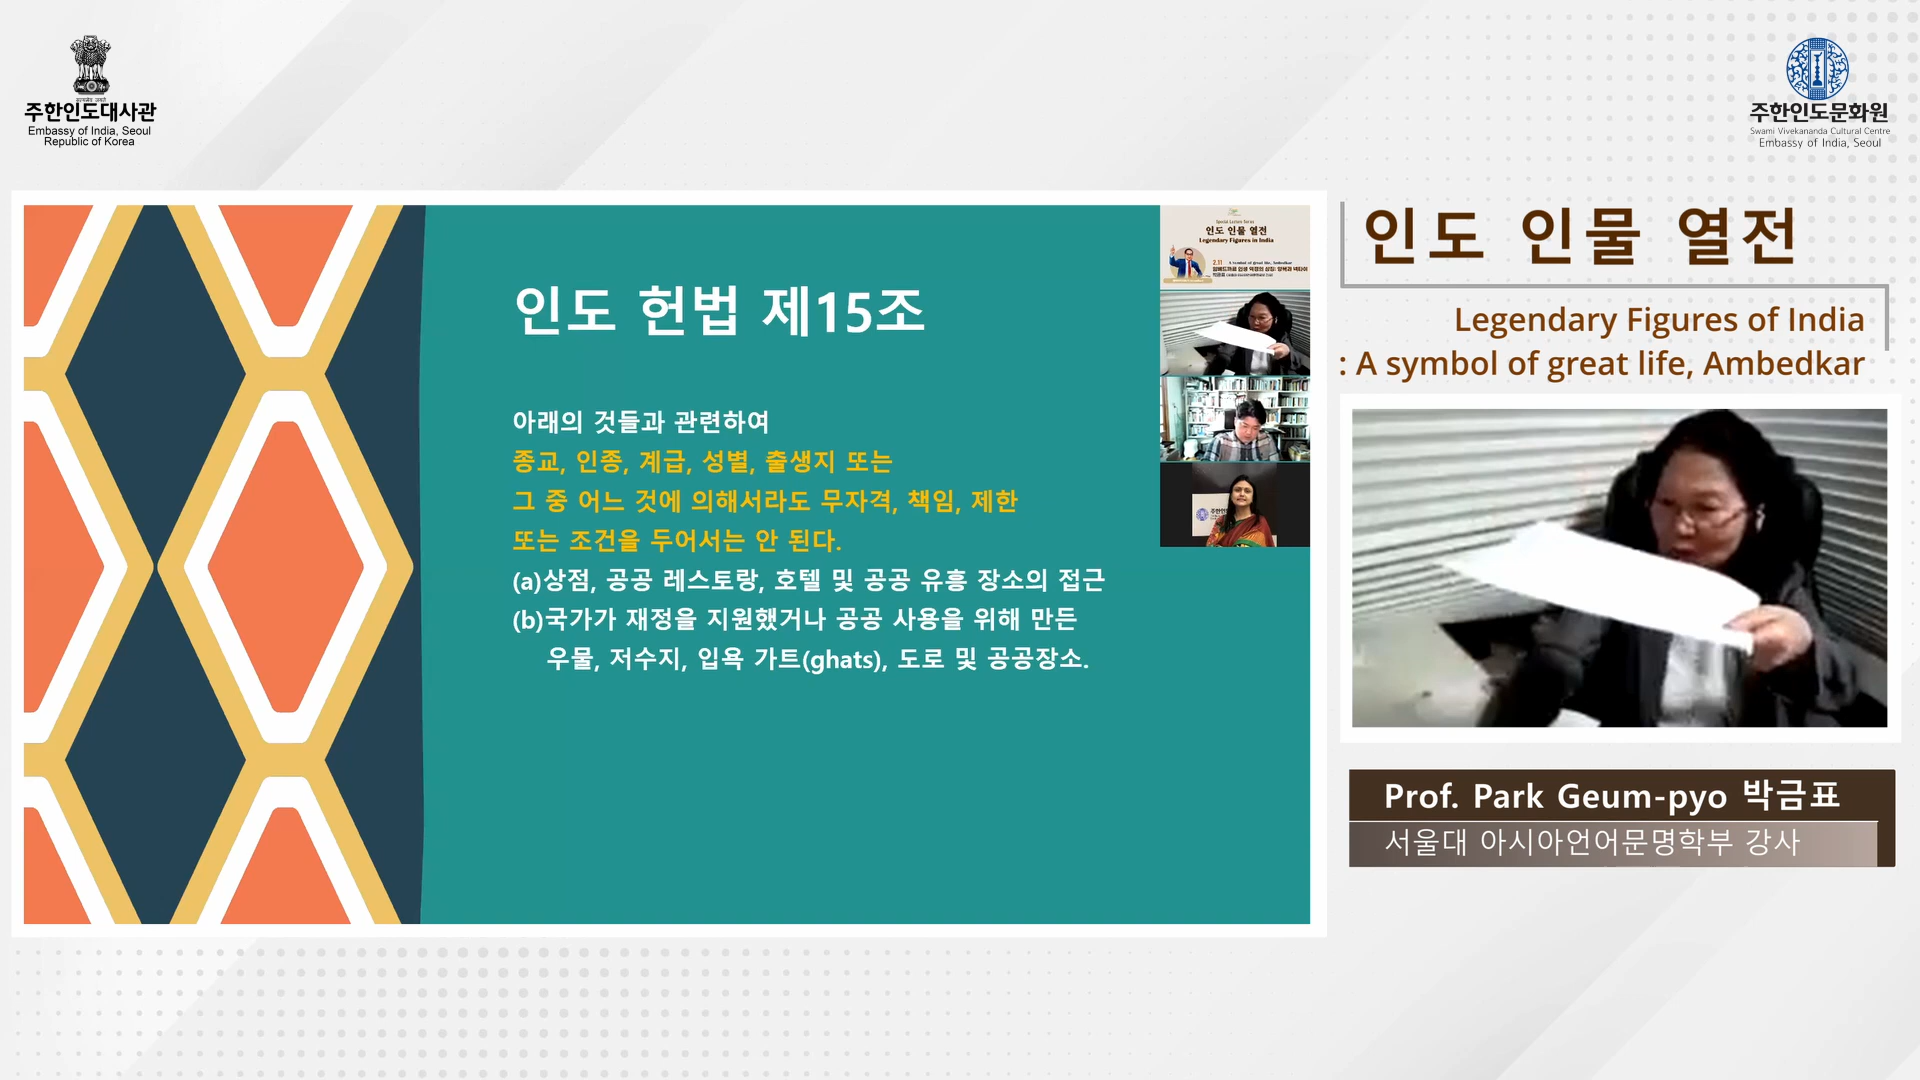 주한인도대사관
Embassy of India, Seoul
Republic of Korea
주한인도문화원
Swami Vivekananda Cultural Centre
Embassy of India, Seoul
인도 헌법 제15조
아래의 것들과 관련하여
종교, 인종, 계급, 성별, 출생지 또는
그 중 어느 것에 의해서라도 무자격, 책임, 제한
또는 조건을 두어서는 안 된다.
(a)상점, 공공 레스토랑, 호텔 및 공공 유흥 장소의 접근
(b)국가가 재정을 지원했거나 공공 사용을 위해 만든
우물, 저수지, 입욕 가트(ghats), 도로 및 공공장소.
Special Lecture Series
인도 인물 열전
Legendary Figures in India
2.11
A Symbol of great life, Ambedkar
인도 인물 열전
Legendary Figures of India
: A symbol of great life, Ambedkar
Prof. Park Geum-pyo 박금표
서울대 아시아언어문명학부 강사